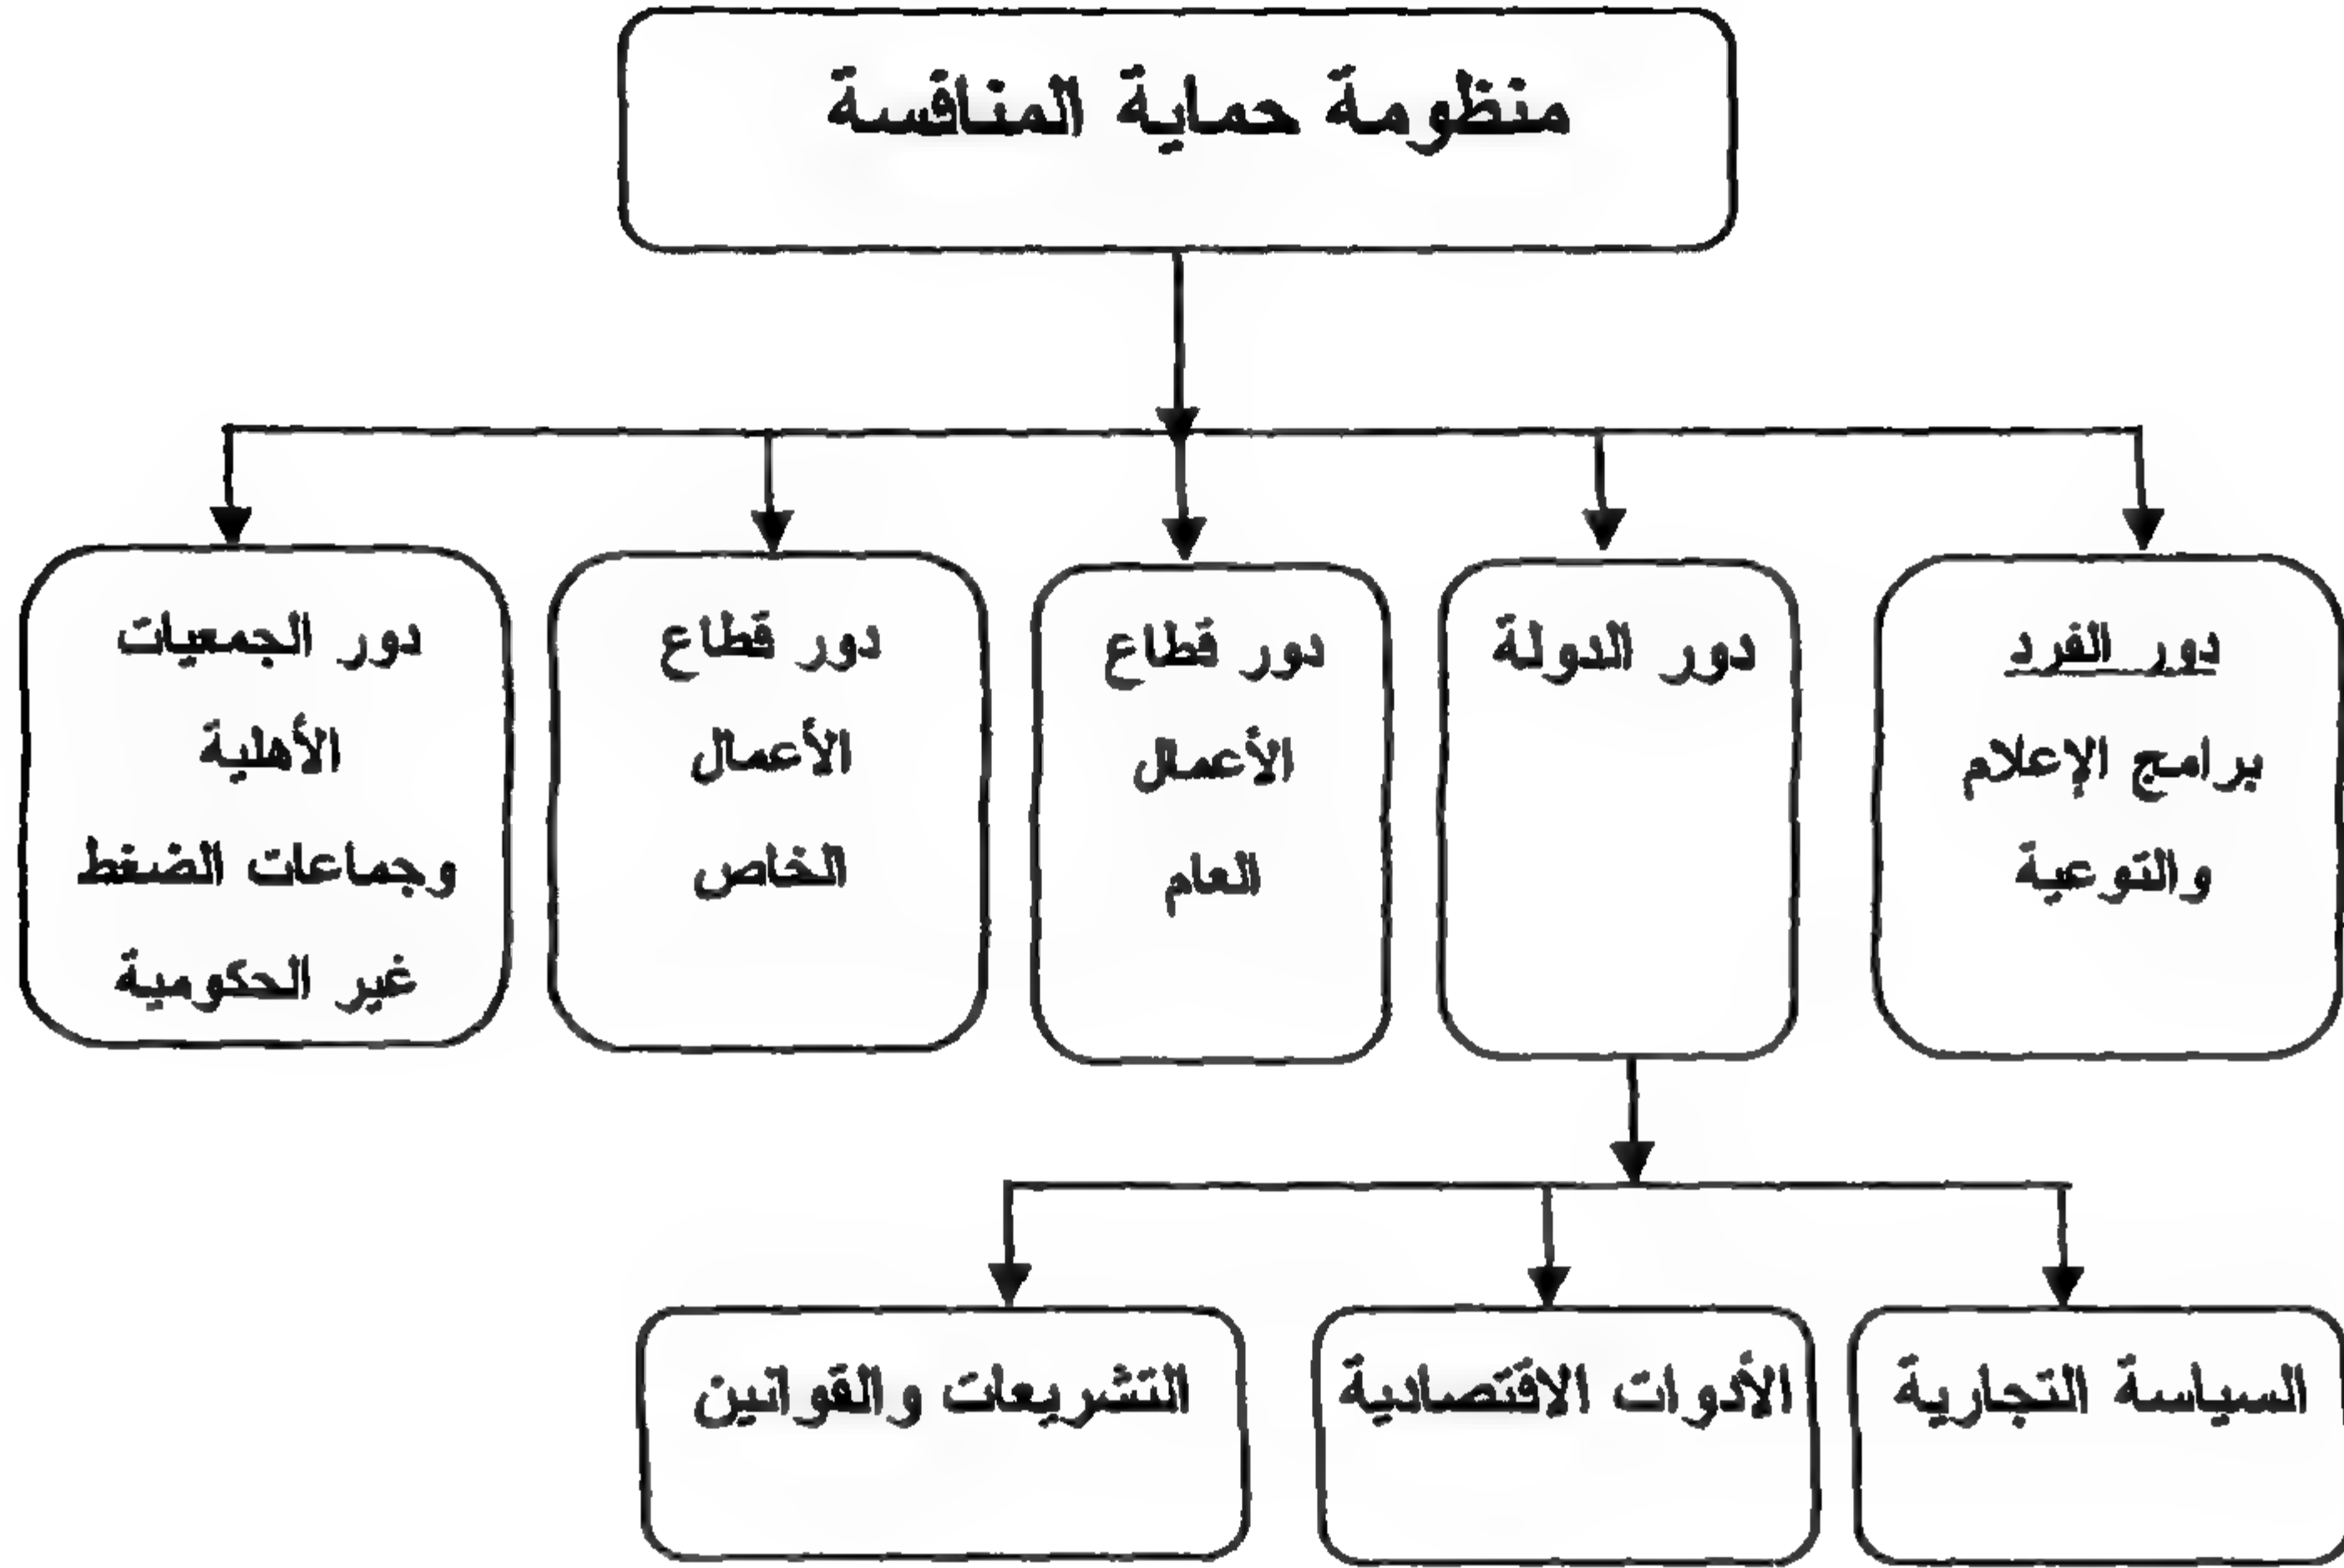 منظومة حماية المنافسة
دور الفرد
برامج الإعلام
والتوعية
دور الدولة
دور قطاع
الأعمال
العام
دور قطاع
الأعمال
الخاص
دور الجمعيات
الأهلية
وجماعات الضغط
غير الحكومية
السياسة التجارية
الأدوات الاقتصادية
التشريعات والقوانين